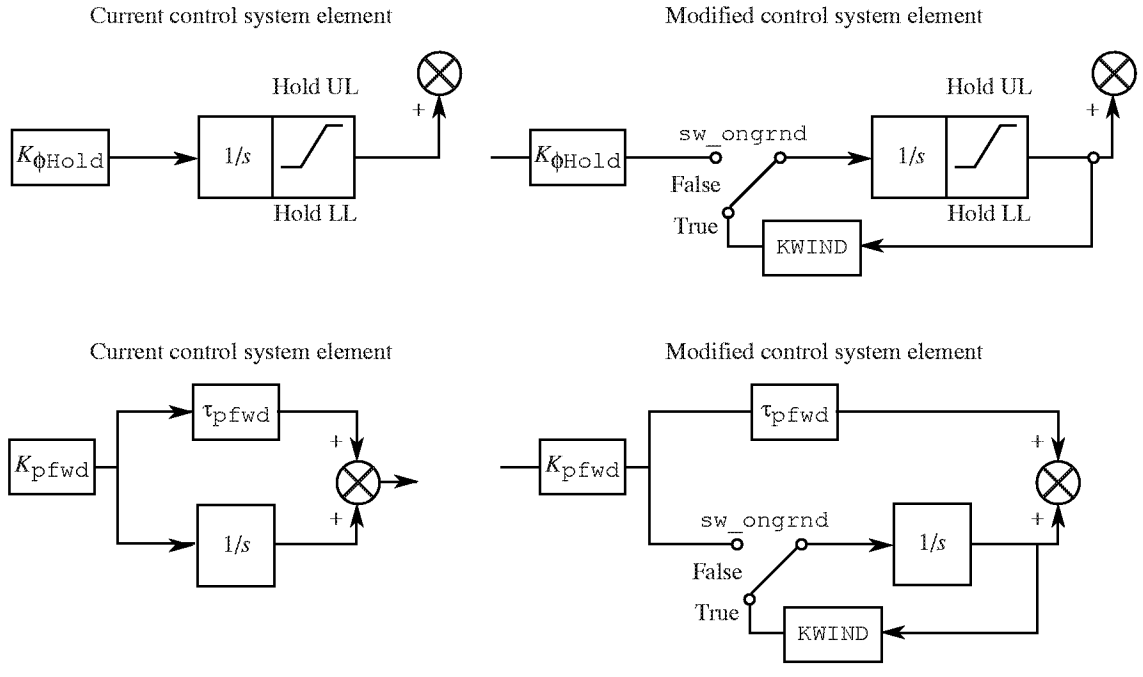 Current control system element
Modified control system element
Hold UL
Hold UL
+
+
KϕHold
1/s
KϕHold
sw_ongrnd
1/s
False
Hold LL
True
Hold LL
KWIND
Current control system element
Modified control system element
τpfwd
τpfwd
+
+
Kpfwd
Kpfwd
+
+
1/s
sw_ongrnd
1/s
False
True
KWIND